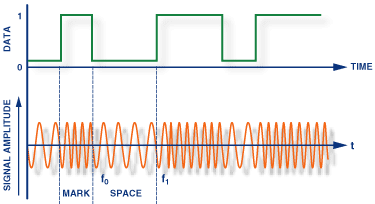 DATA
1
0
TIME
SIGNAL AMPLITUDE
t
f0
f1
MARK
SPACE